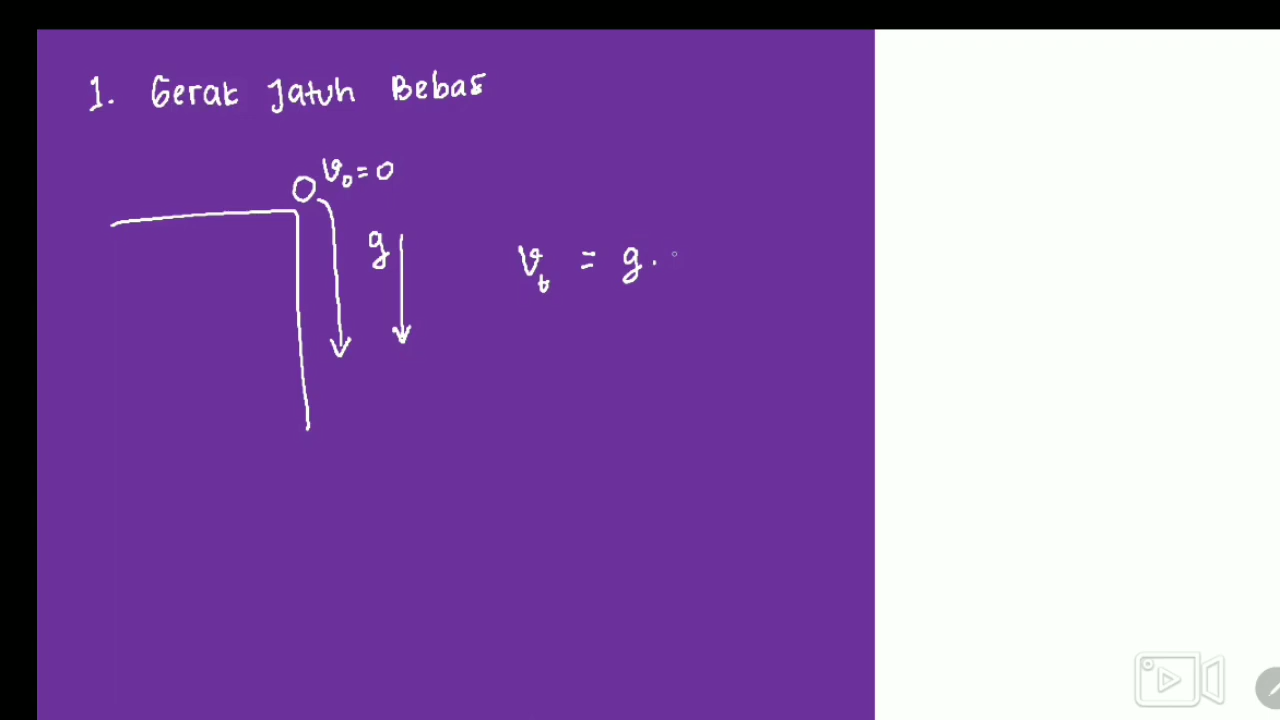 1. Gerak Jatuh Bebas
v₀ = 0
g
vₜ = g .